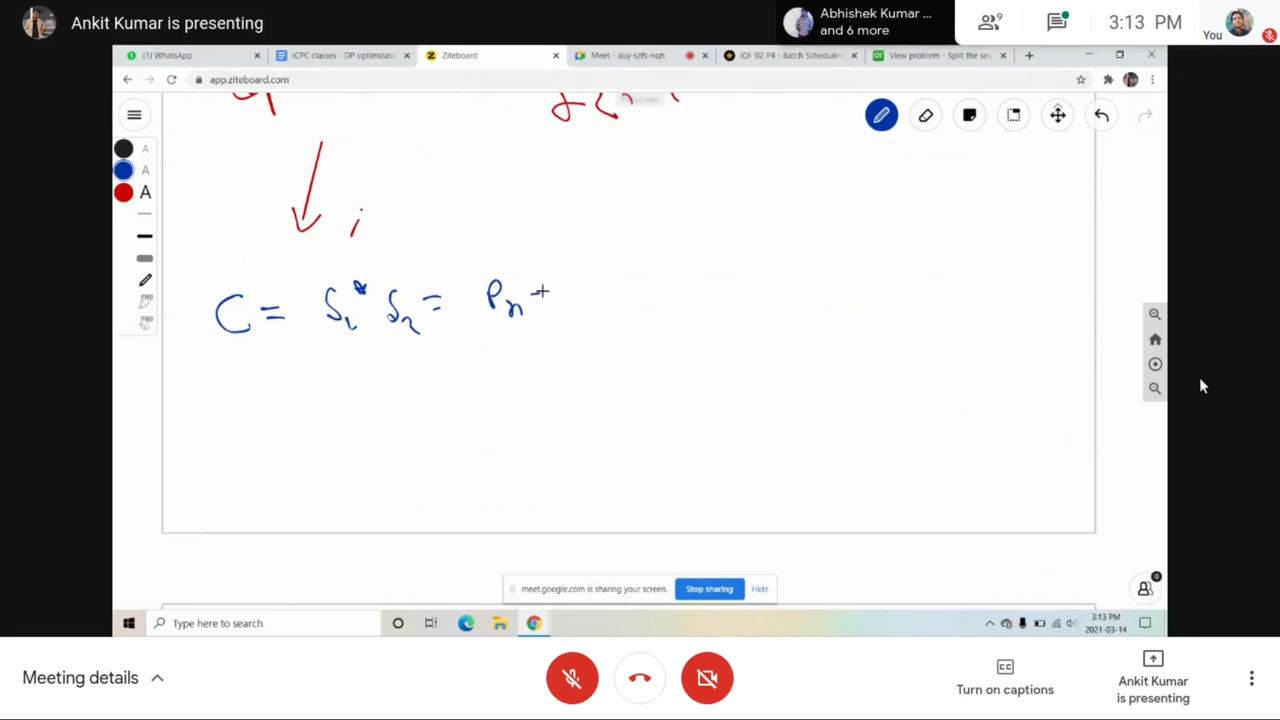 Ankit Kumar is presenting
Abhishek Kumar ...
and 6 more
3:13 PM
You
(1) WhatsApp
ICPC classes - DP optimizatio
Ziteboard
Meet - auy-szfs-nqh
IOI '02 P4 - Batch Scheduling
View problem - Split the seq
app.ziteboard.com
A
A
A
i
C = S₁* S₂ = Pₙ -
meet.google.com is sharing your screen.
Stop sharing
Hide
0
Type here to search
3:13 PM
2021-03-14
Meeting details
Turn on captions
Ankit Kumar
is presenting